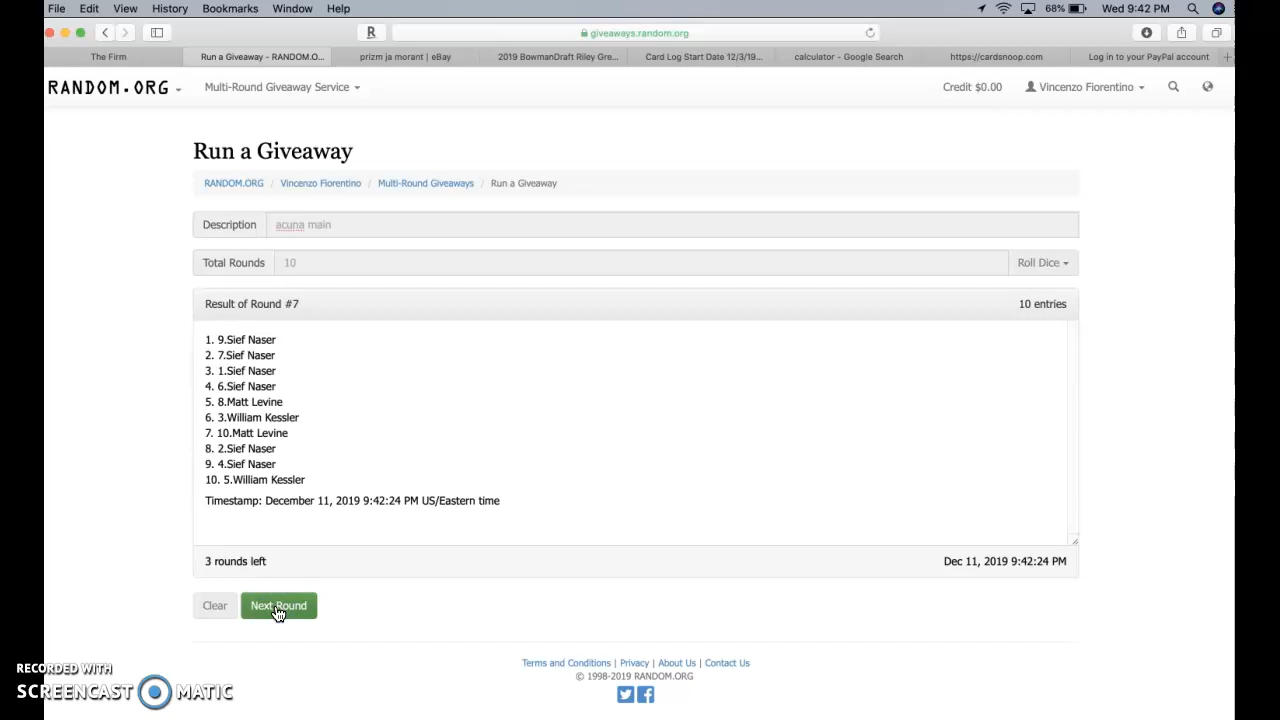 File Edit View History Bookmarks Window Help 68% Wed 9:42 PM
R giveaways.random.org
The Firm Run a Giveaway - RANDOM.O... prizm ja morant | eBay 2019 BowmanDraft Riley Gre... Card Log Start Date 12/3/19... calculator - Google Search https://cardsnoop.com Log in to your PayPal account
RANDOM.ORG Multi-Round Giveaway Service Credit $0.00 Vincenzo Fiorentino
Run a Giveaway
RANDOM.ORG / Vincenzo Fiorentino / Multi-Round Giveaways / Run a Giveaway
Description acuna main
Total Rounds 10 Roll Dice
Result of Round #7 10 entries
1. 9.Sief Naser
2. 7.Sief Naser
3. 1.Sief Naser
4. 6.Sief Naser
5. 8.Matt Levine
6. 3.William Kessler
7. 10.Matt Levine
8. 2.Sief Naser
9. 4.Sief Naser
10. 5.William Kessler
Timestamp: December 11, 2019 9:42:24 PM US/Eastern time
3 rounds left Dec 11, 2019 9:42:24 PM
Clear Next Round
Terms and Conditions | Privacy | About Us | Contact Us
© 1998-2019 RANDOM.ORG
RECORDED WITH
SCREENCAST MATIC